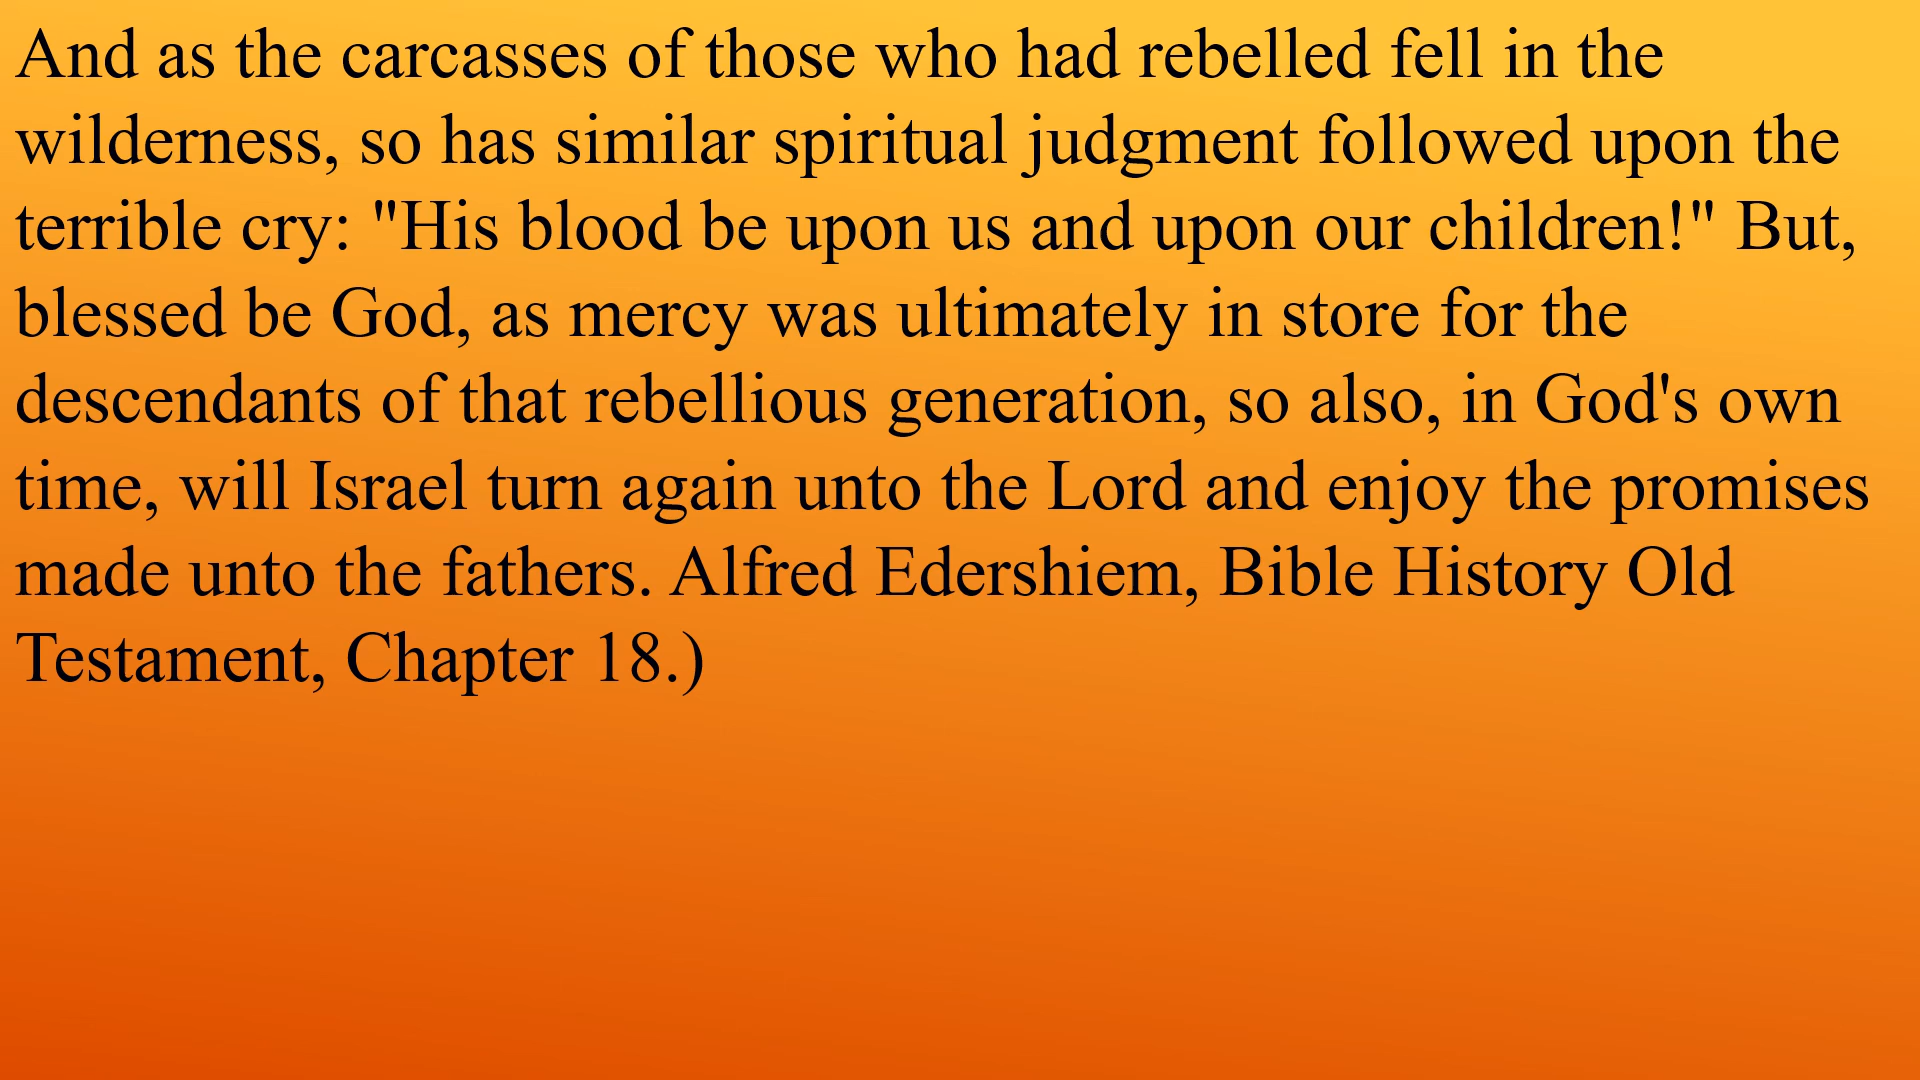 And as the carcasses of those who had rebelled fell in the
wilderness, so has similar spiritual judgment followed upon the
terrible cry: "His blood be upon us and upon our children!" But,
blessed be God, as mercy was ultimately in store for the
descendants of that rebellious generation, so also, in God's own
time, will Israel turn again unto the Lord and enjoy the promises
made unto the fathers. Alfred Edershiem, Bible History Old
Testament, Chapter 18.)